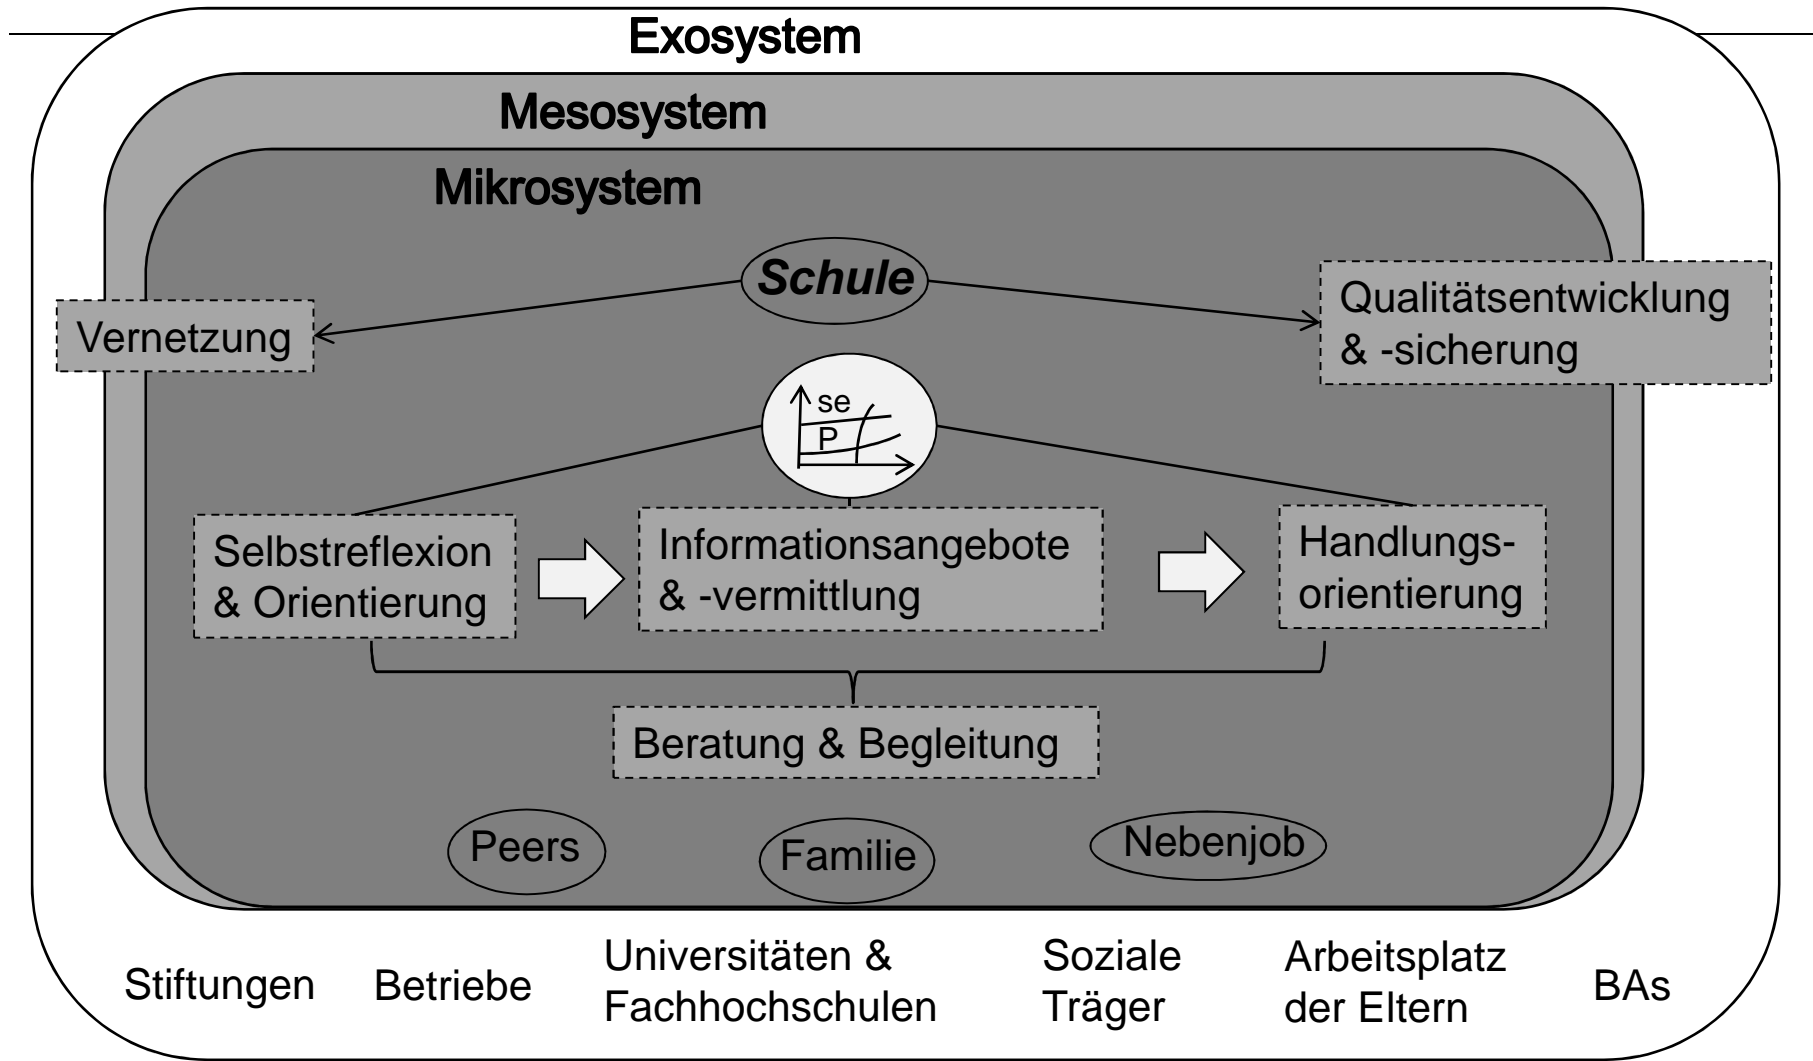 Exosystem
Mesosystem
Mikrosystem
Schule
Vernetzung
Qualitätsentwicklung
& -sicherung
se
P
Selbstreflexion
& Orientierung
Informationsangebote
& -vermittlung
Handlungs-
orientierung
Beratung & Begleitung
Peers
Familie
Nebenjob
Stiftungen
Betriebe
Universitäten &
Fachhochschulen
Soziale
Träger
Arbeitsplatz
der Eltern
BAs